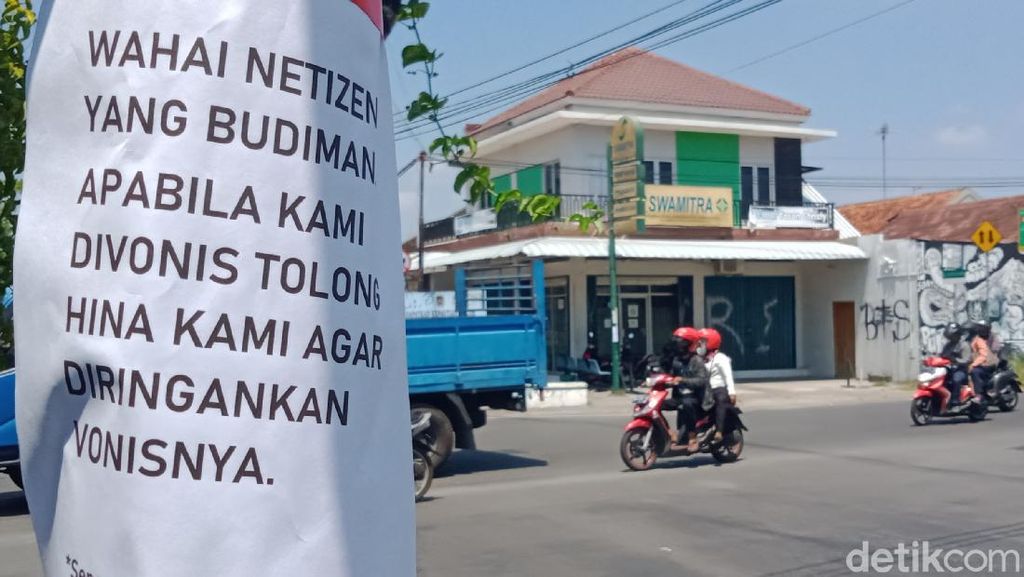 WAHAI NETIZEN
YANG BUDIMAN
APABILA KAMI
DIVONIS TOLONG
HINA KAMI AGAR
DIRINGANKAN
VONISNYA.
SWAMITRA
detikcom